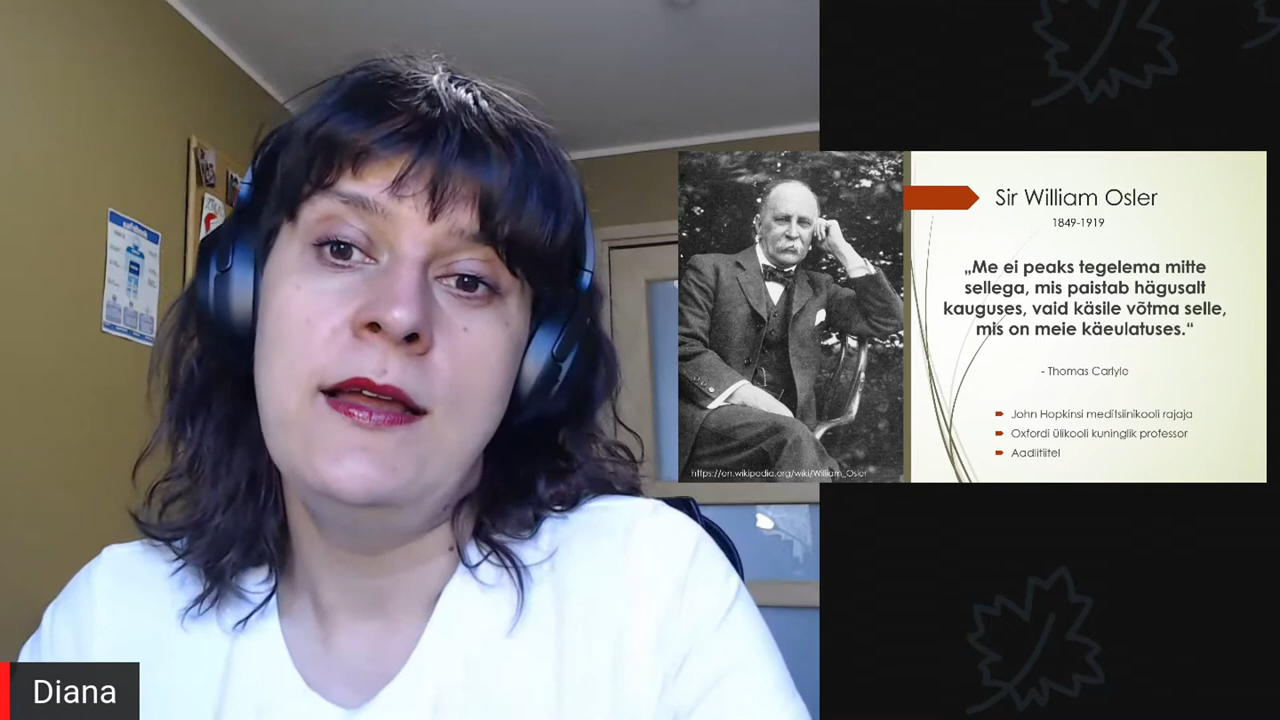 Sir William Osler
1849-1919
„Me ei peaks tegelema mitte
sellega, mis paistab hägusalt
kauguses, vaid käsile võtma selle,
mis on meie käeulatuses.“
- Thomas Carlyle
John Hopkinsi meditsiinikooli rajaja
Oxfordi ülikooli kuninglik professor
Aadlitiitel
https://en.wikipedia.org/wiki/William_Osler
Diana